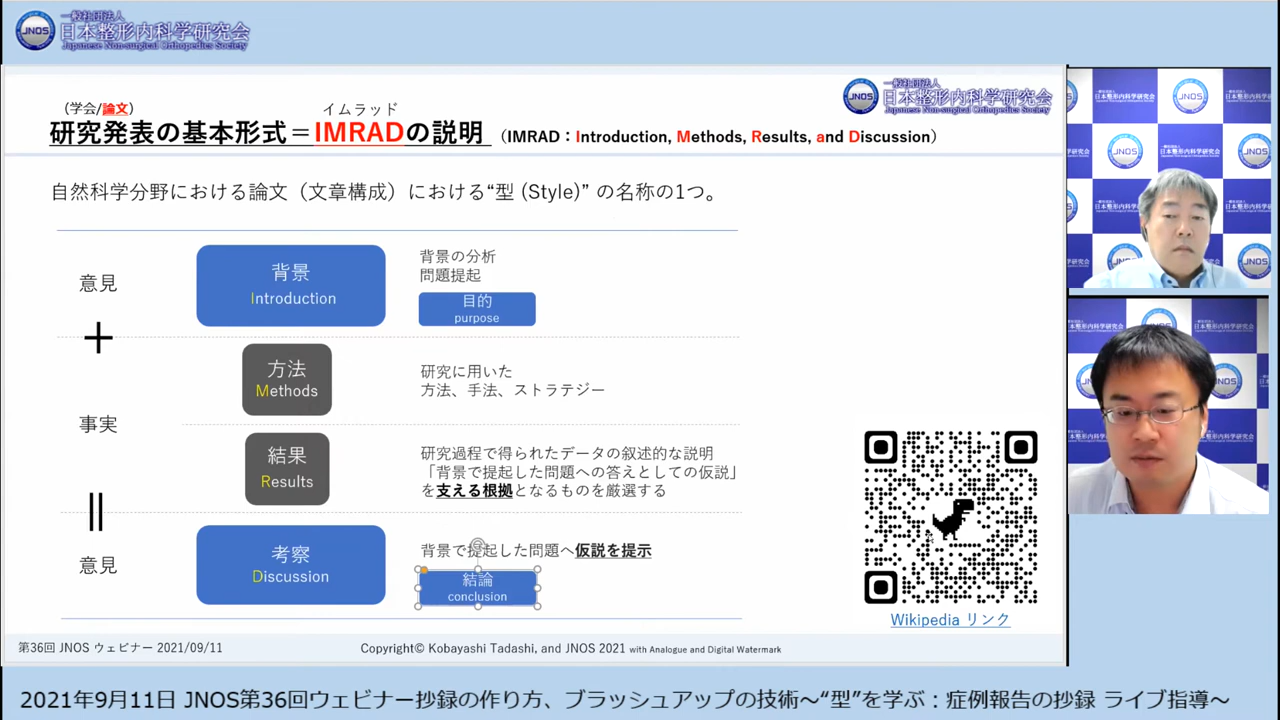 一般社団法人
日本整形内科学研究会
Japanese Non-surgical Orthopedics Society
JNOS
一般社団法人
日本整形内科学研究会
Japanese Non-surgical Orthopedics Society
JNOS
（学会/論文）
イムラッド
研究発表の基本形式＝IMRADの説明 （IMRAD：Introduction, Methods, Results, and Discussion）
自然科学分野における論文（文章構成）における“型 (Style)” の名称の1つ。
意見
背景
Introduction
背景の分析
問題提起
目的
purpose
＋
方法
Methods
研究に用いた
方法、手法、ストラテジー
事実
結果
Results
研究過程で得られたデータの叙述的な説明
「背景で提起した問題への答えとしての仮説」
を支える根拠となるものを厳選する
||
意見
考察
Discussion
背景で提起した問題へ仮説を提示
結論
conclusion
Wikipedia リンク
第36回 JNOS ウェビナー 2021/09/11
Copyright© Kobayashi Tadashi, and JNOS 2021 with Analogue and Digital Watermark
2021年9月11日 JNOS第36回ウェビナー抄録の作り方、ブラッシュアップの技術～“型”を学ぶ：症例報告の抄録 ライブ指導～